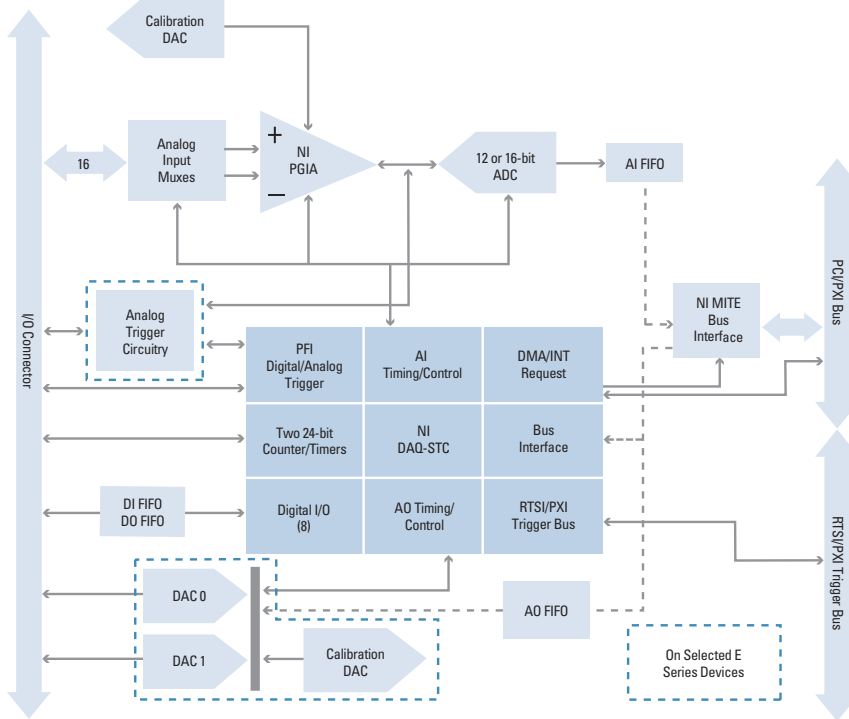 Calibration
DAC
16
Analog
Input
Muxes
+
NI
PGIA
—
12 or 16-bit
ADC
AI FIFO
PCI/PXI Bus
I/O Connector
Analog
Trigger
Circuitry
NI MITE
Bus
Interface
PFI
Digital/Analog
Trigger
AI
Timing/Control
DMA/INT
Request
Two 24-bit
Counter/Timers
NI
DAQ-STC
Bus
Interface
DI FIFO
DO FIFO
Digital I/O
(8)
AO Timing/
Control
RTSI/PXI
Trigger Bus
RTSI/PXI Trigger Bus
DAC 0
AO FIFO
DAC 1
Calibration
DAC
On Selected E
Series Devices